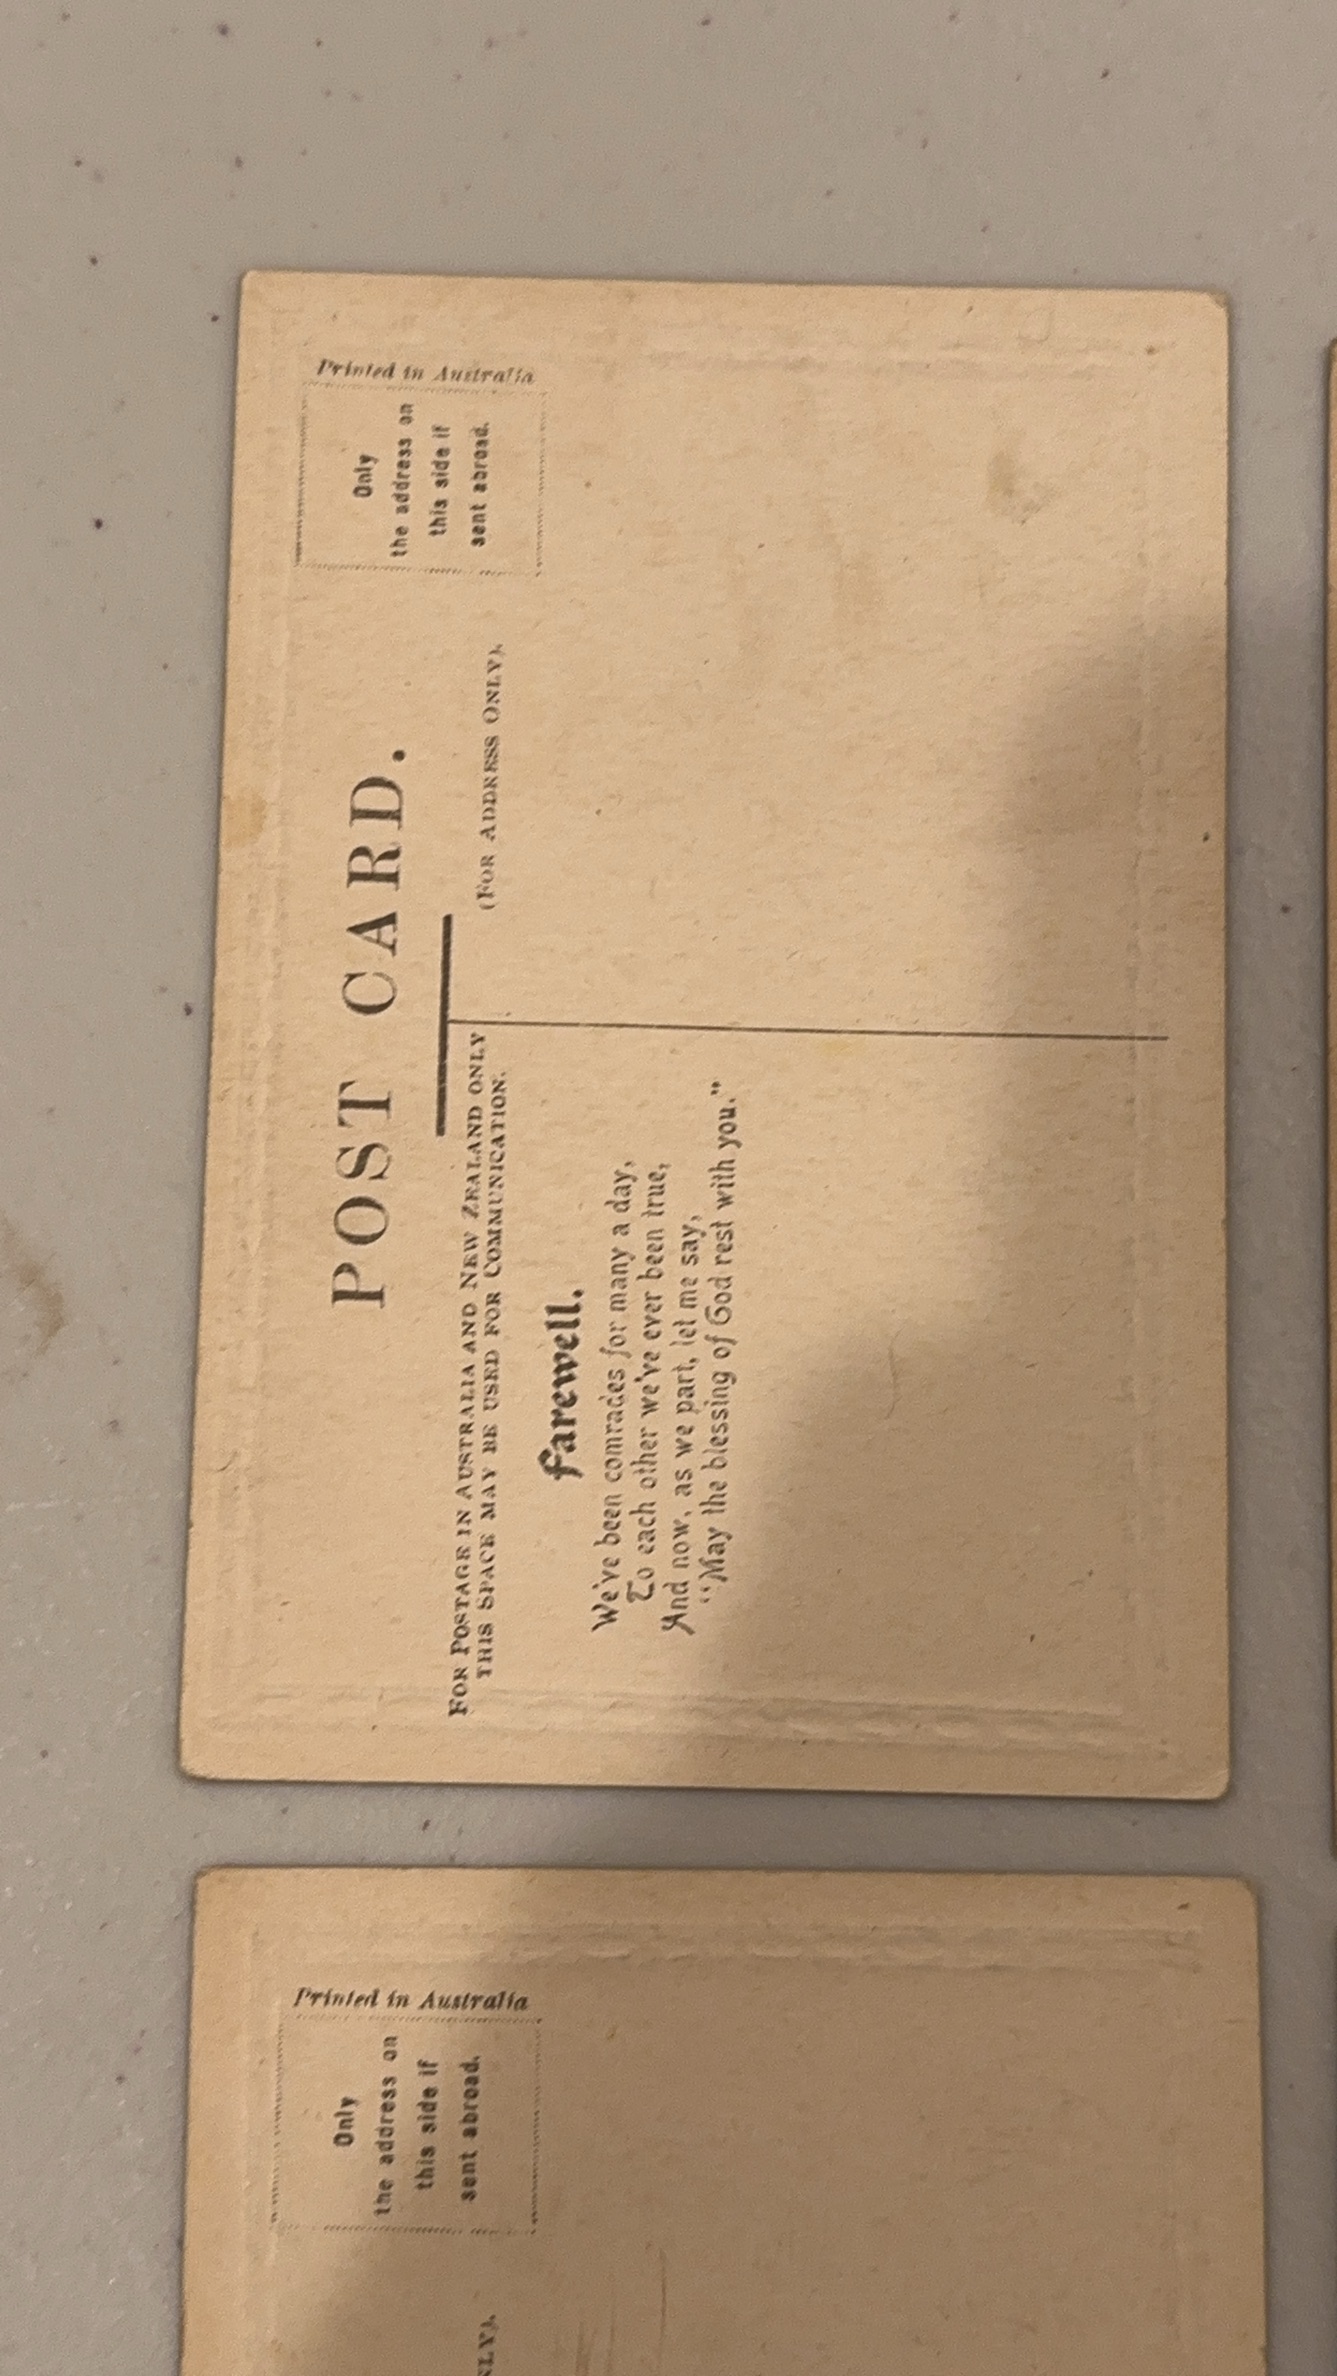 POST CARD.
Printed in Australia
Only
the address on
this side if
sent abroad.
FOR POSTAGE IN AUSTRALIA AND NEW ZEALAND ONLY
THIS SPACE MAY BE USED FOR COMMUNICATION.
(FOR ADDRESS ONLY).
Farewell.
We've been comrades for many a day,
To each other we've ever been true,
And now, as we part, let me say,
"May the blessing of God rest with you."
Printed in Australia
Only
the address on
this side if
sent abroad.
NLY).